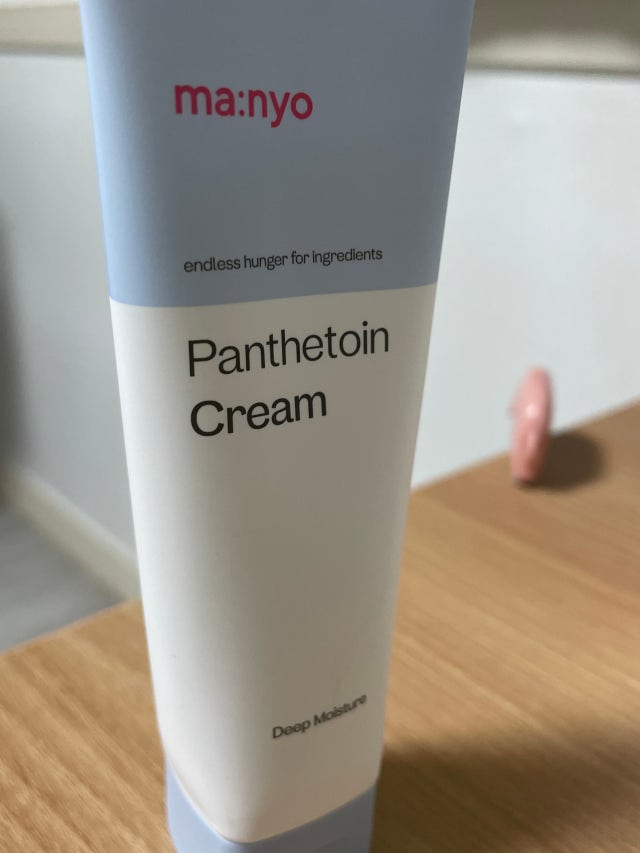 ma:nyo
endless hunger for ingredients
Panthetoin
Cream
Deep Moisture